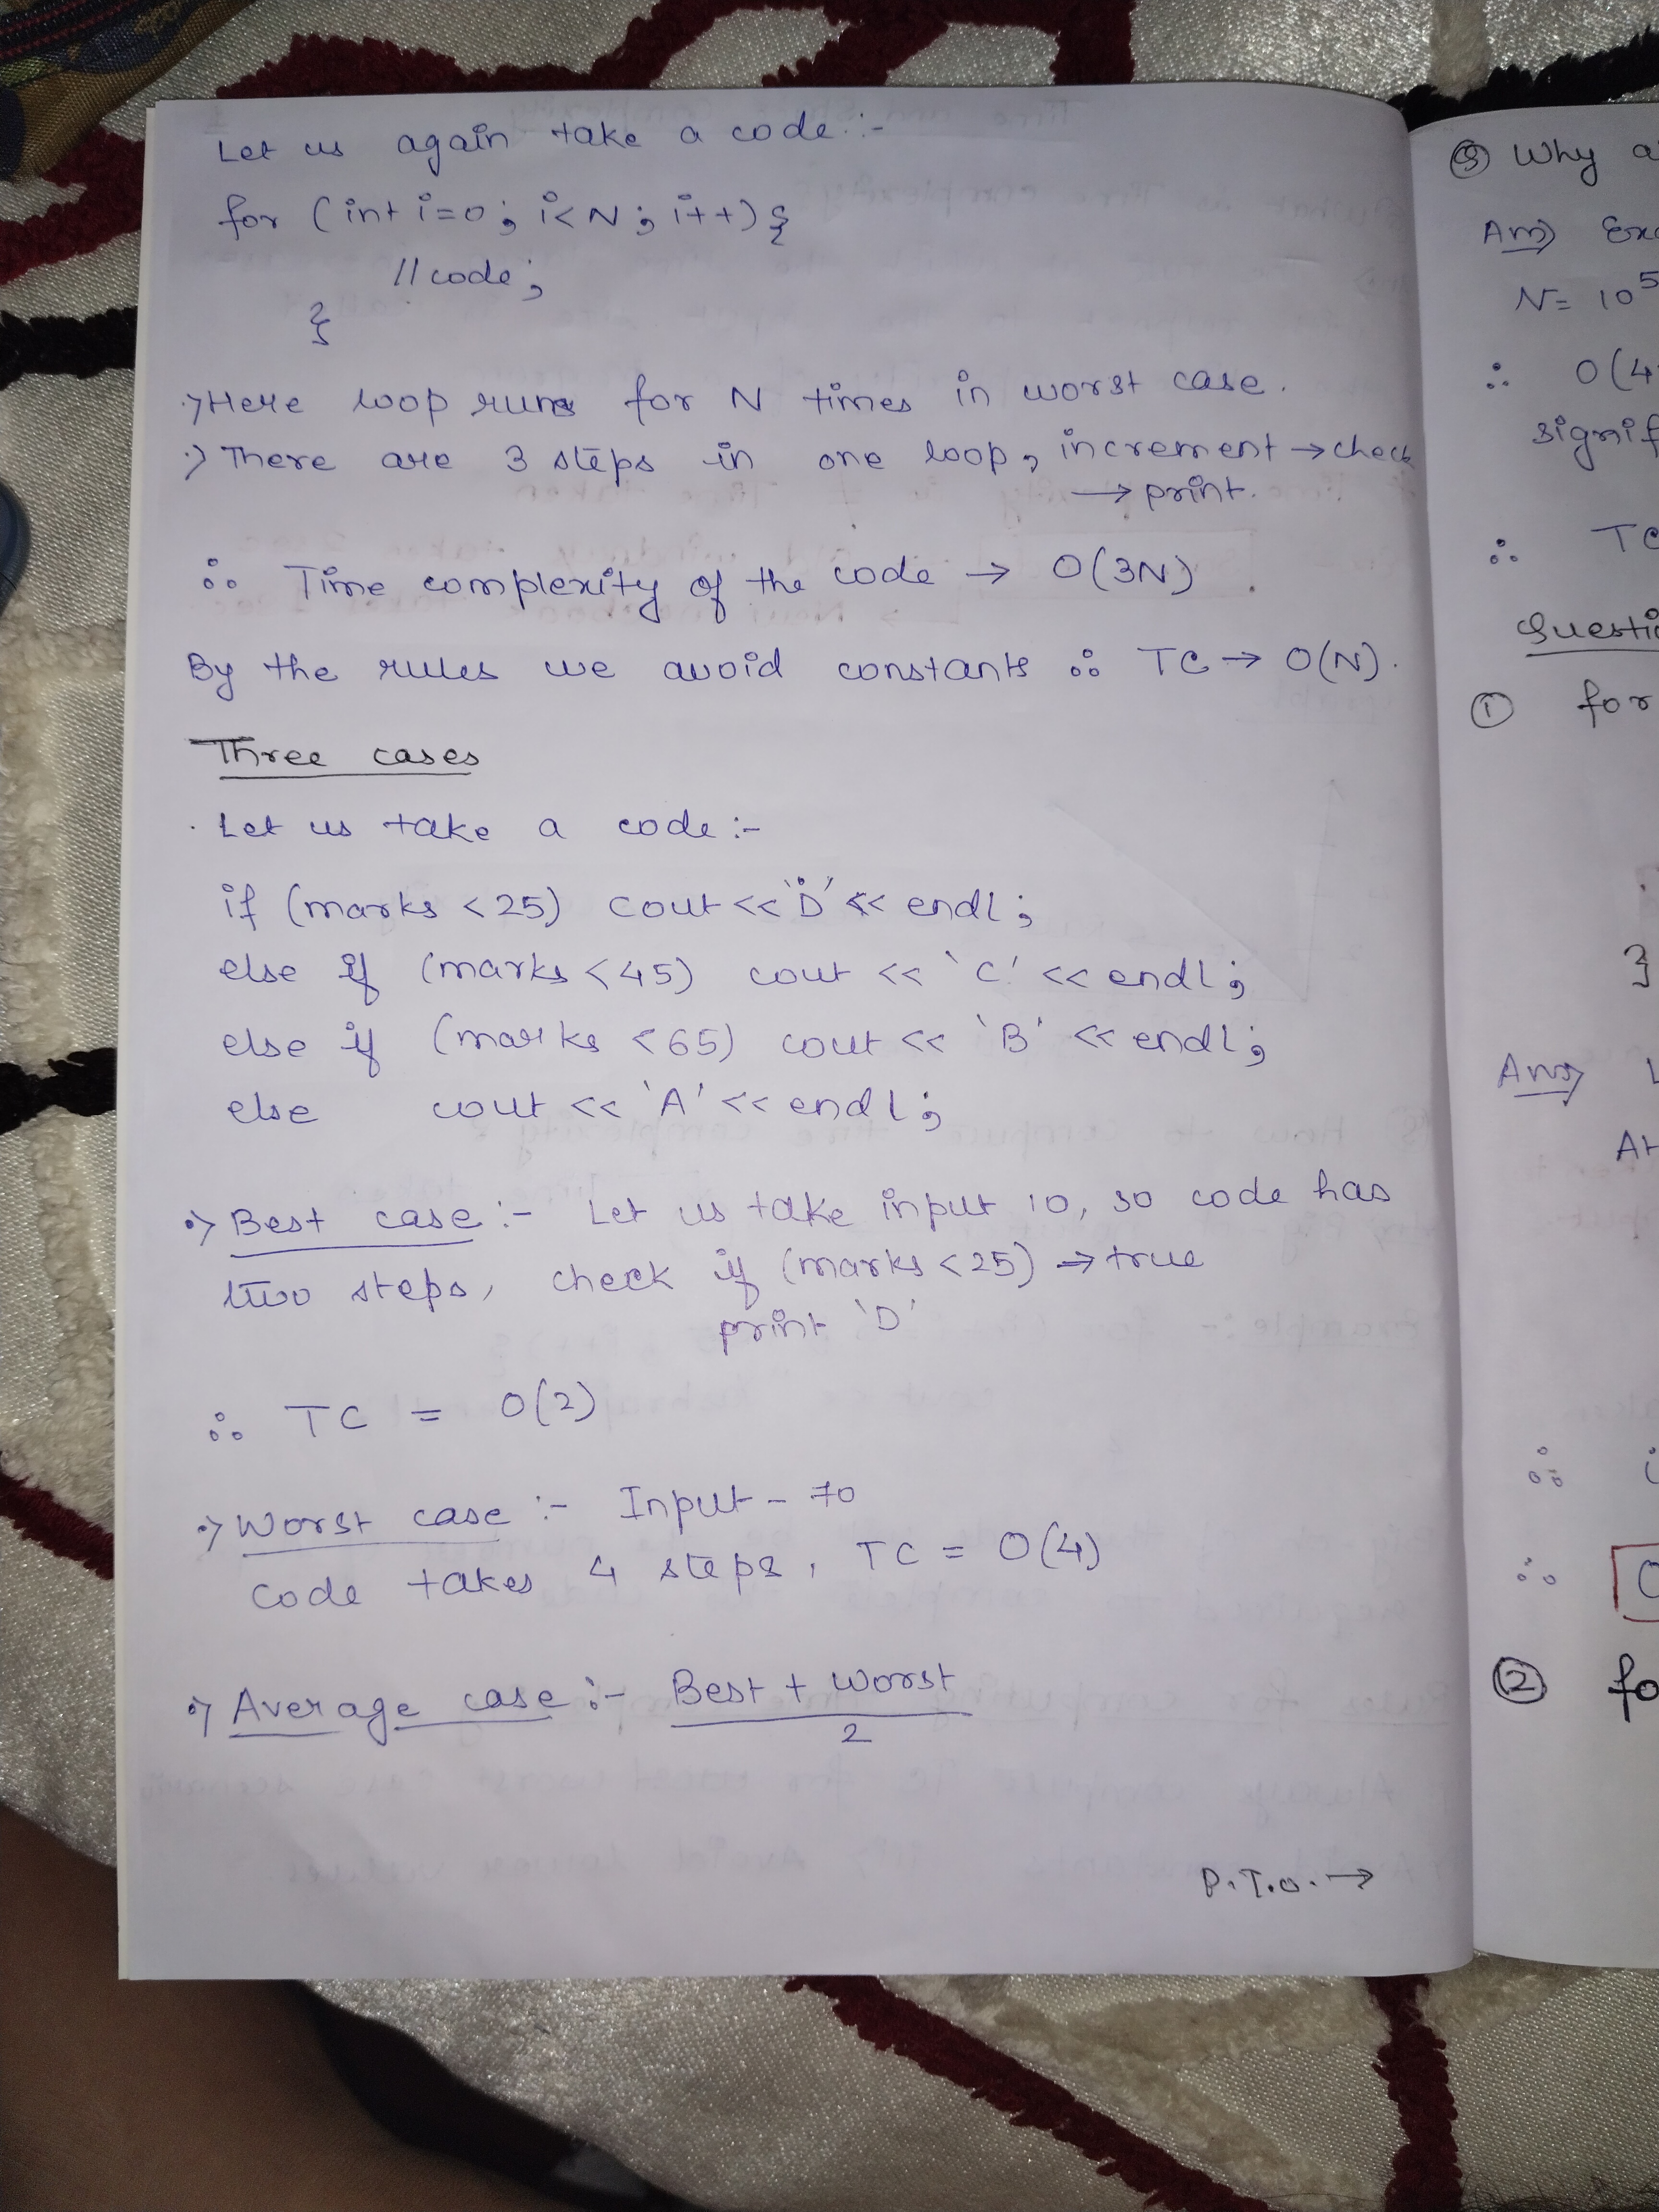 Let us again take a code :-
for (int i=0; i<N; i++){
//code;
}
•> Here loop runs for N times in worst case.
•> There are 3 steps in one loop, increment → check
→ print.
∴ Time complexity of the code → O(3N)
By the rules we avoid constants ∴ TC → O(N).
Three cases
. Let us take a code :-
if (marks <25) cout <<'D'<< endl;
else if (marks <45) cout << 'C' << endl;
else if (marks <65) cout << 'B' << endl;
else cout << 'A' << endl;
•> Best case :- Let us take input 10, so code has
two steps, check if (marks <25) → true
print 'D'
∴ TC = O(2)
•> Worst case :- Input - 70
code takes 4 steps, TC = O(4)
•> Average case :- Best + Worst
2
P.T.O. →
Q Why a
Ans) Exc
N= 10^5
∴ O(4
signif
∴ TC
Questio
① for
}
Ans)
∴
∴
② fo